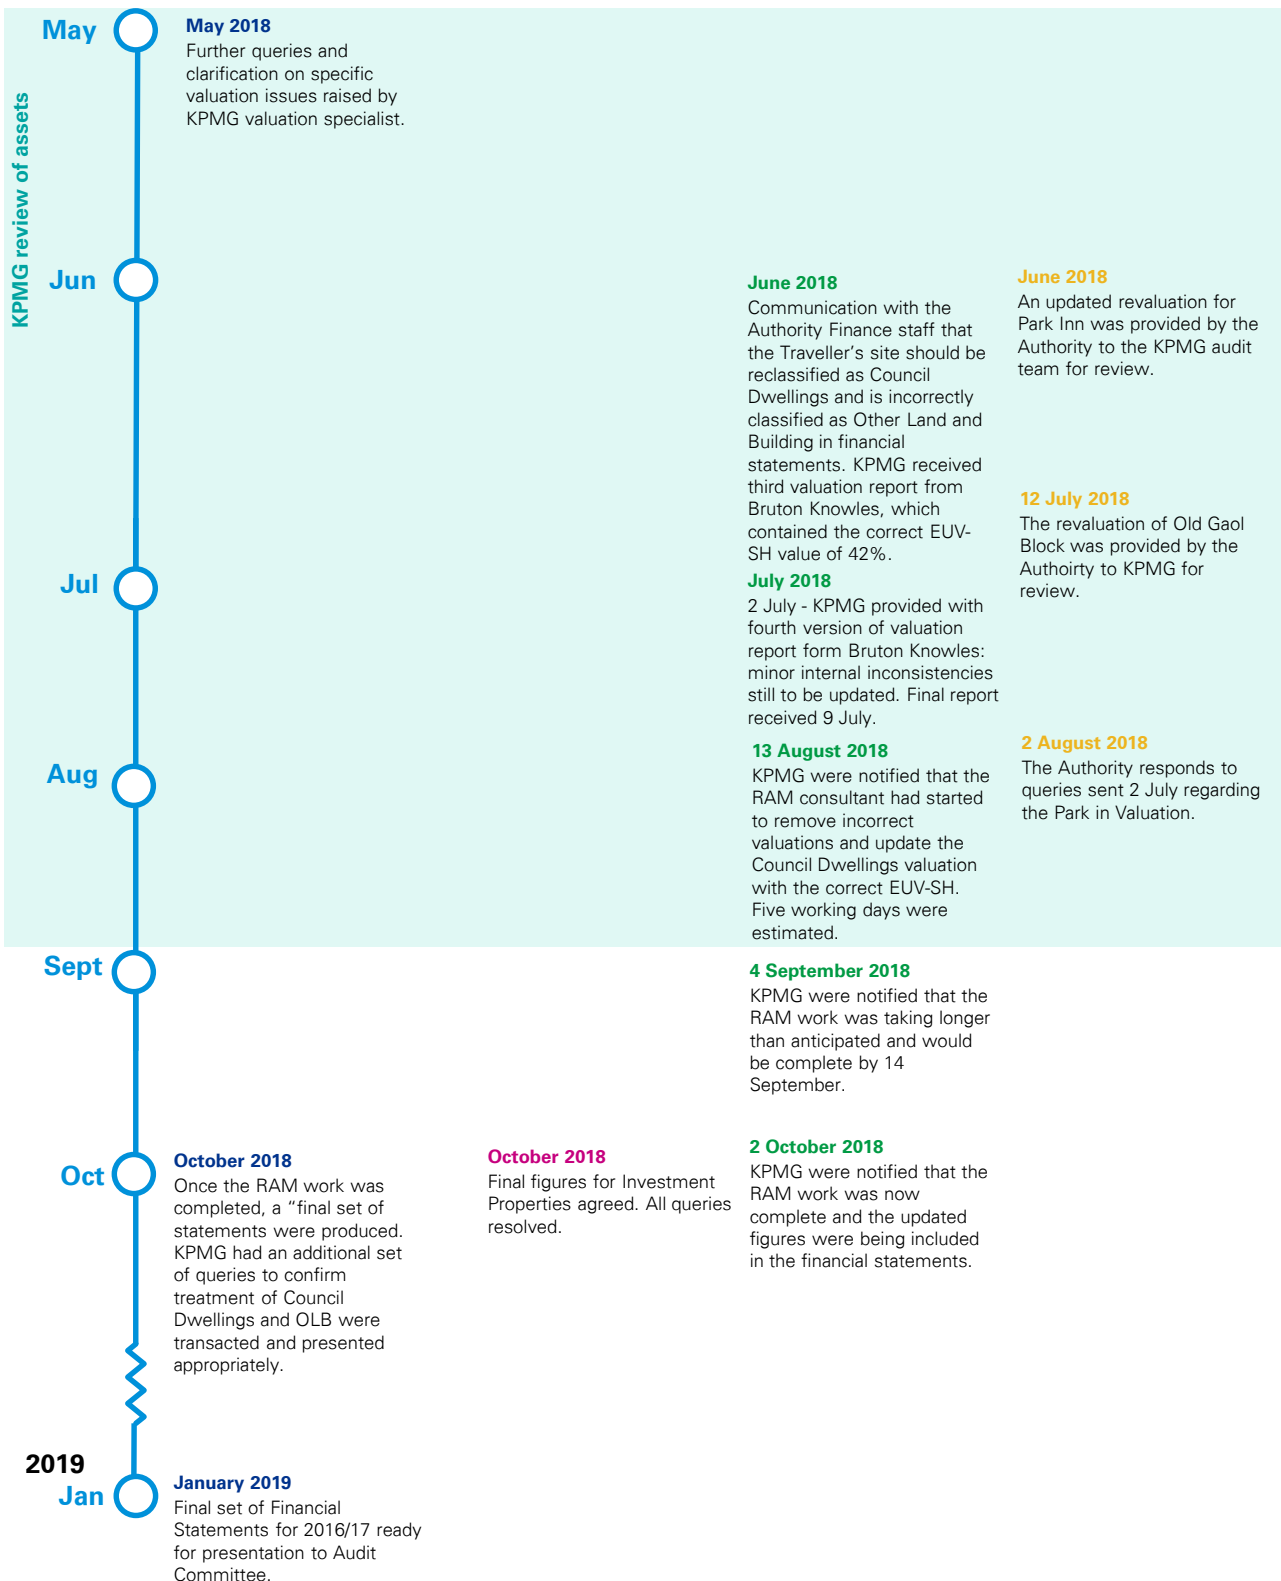 KPMG review of assets
May
May 2018
Further queries and
clarification on specific
valuation issues raised by
KPMG valuation specialist.
Jun
June 2018
Communication with the
Authority Finance staff that
the Traveller's site should be
reclassified as Council
Dwellings and is incorrectly
classified as Other Land and
Building in financial
statements. KPMG received
third valuation report from
Bruton Knowles, which
contained the correct EUV-
SH value of 42%.
June 2018
An updated revaluation for
Park Inn was provided by the
Authority to the KPMG audit
team for review.
12 July 2018
The revaluation of Old Gaol
Block was provided by the
Authoirty to KPMG for
review.
Jul
July 2018
2 July - KPMG provided with
fourth version of valuation
report form Bruton Knowles:
minor internal inconsistencies
still to be updated. Final report
received 9 July.
Aug
13 August 2018
KPMG were notified that the
RAM consultant had started
to remove incorrect
valuations and update the
Council Dwellings valuation
with the correct EUV-SH.
Five working days were
estimated.
2 August 2018
The Authority responds to
queries sent 2 July regarding
the Park in Valuation.
Sept
4 September 2018
KPMG were notified that the
RAM work was taking longer
than anticipated and would
be complete by 14
September.
Oct
October 2018
Once the RAM work was
completed, a “final set of
statements were produced.
KPMG had an additional set
of queries to confirm
treatment of Council
Dwellings and OLB were
transacted and presented
appropriately.
October 2018
Final figures for Investment
Properties agreed. All queries
resolved.
2 October 2018
KPMG were notified that the
RAM work was now
complete and the updated
figures were being included
in the financial statements.
2019
Jan
January 2019
Final set of Financial
Statements for 2016/17 ready
for presentation to Audit
Committee.